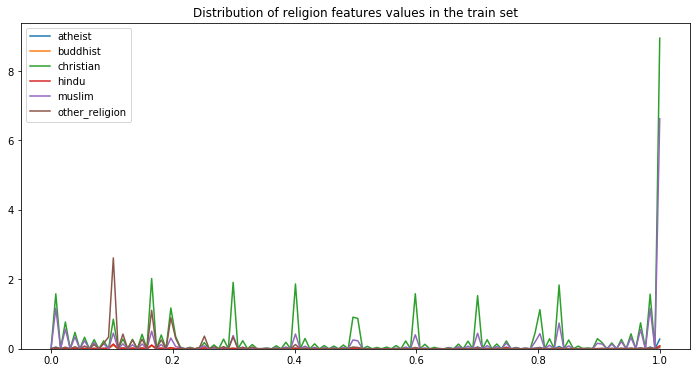 Distribution of religion features values in the train set
atheist
buddhist
christian
hindu
muslim
other_religion
8
6
4
2
0
0.0 0.2 0.4 0.6 0.8 1.0